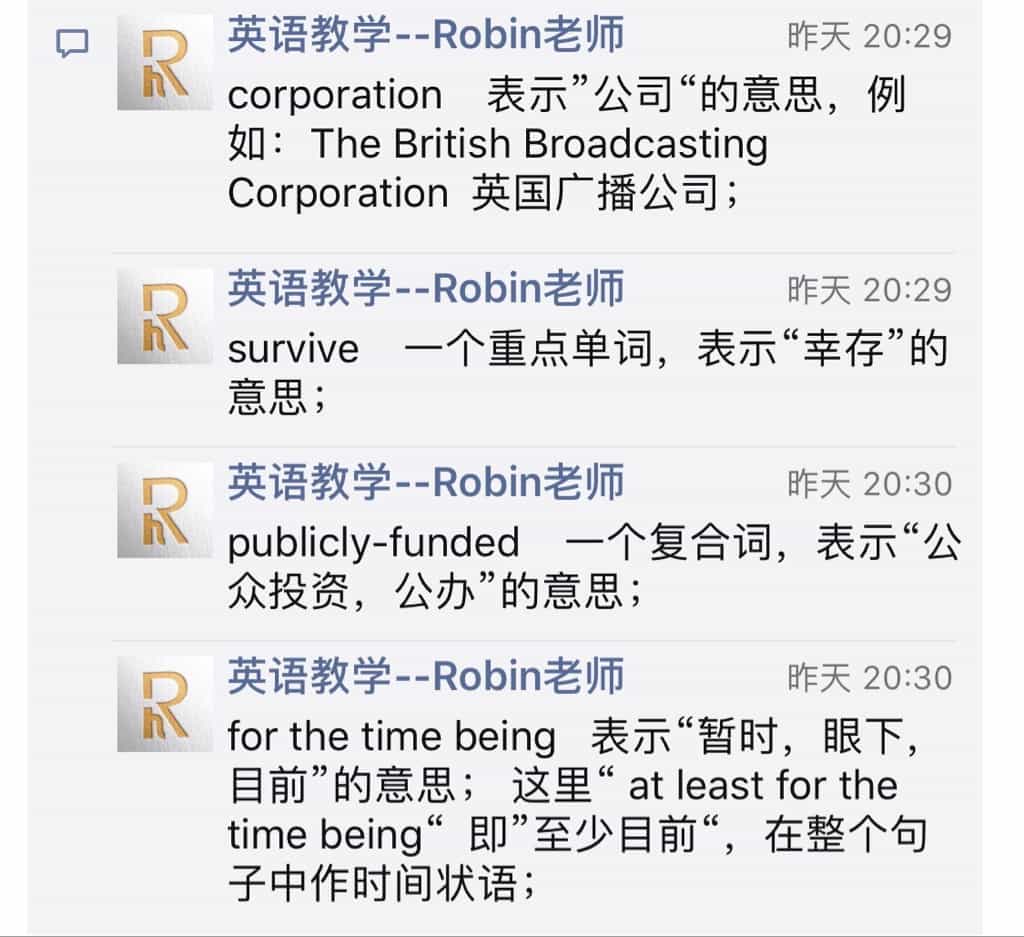 英语教学--Robin老师 昨天 20:29
corporation 表示”公司“的意思，例
如：The British Broadcasting
Corporation 英国广播公司；
英语教学--Robin老师 昨天 20:29
survive 一个重点单词，表示“幸存”的
意思；
英语教学--Robin老师 昨天 20:30
publicly-funded 一个复合词，表示“公
众投资，公办”的意思；
英语教学--Robin老师 昨天 20:30
for the time being 表示“暂时，眼下，
目前”的意思； 这里“ at least for the
time being“ 即”至少目前“，在整个句
子中作时间状语；